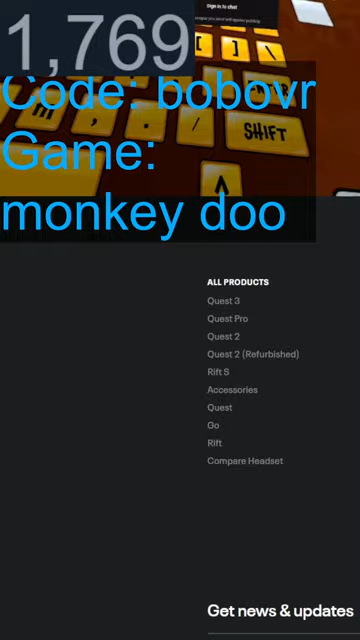 1,769
Sign in to chat
[ ] \
Code: bobovr
m , . / SHIFT
Game:
monkey doo
ALL PRODUCTS
Quest 3
Quest Pro
Quest 2
Quest 2 (Refurbished)
Rift S
Accessories
Quest
Go
Rift
Compare Headset
Get news & updates